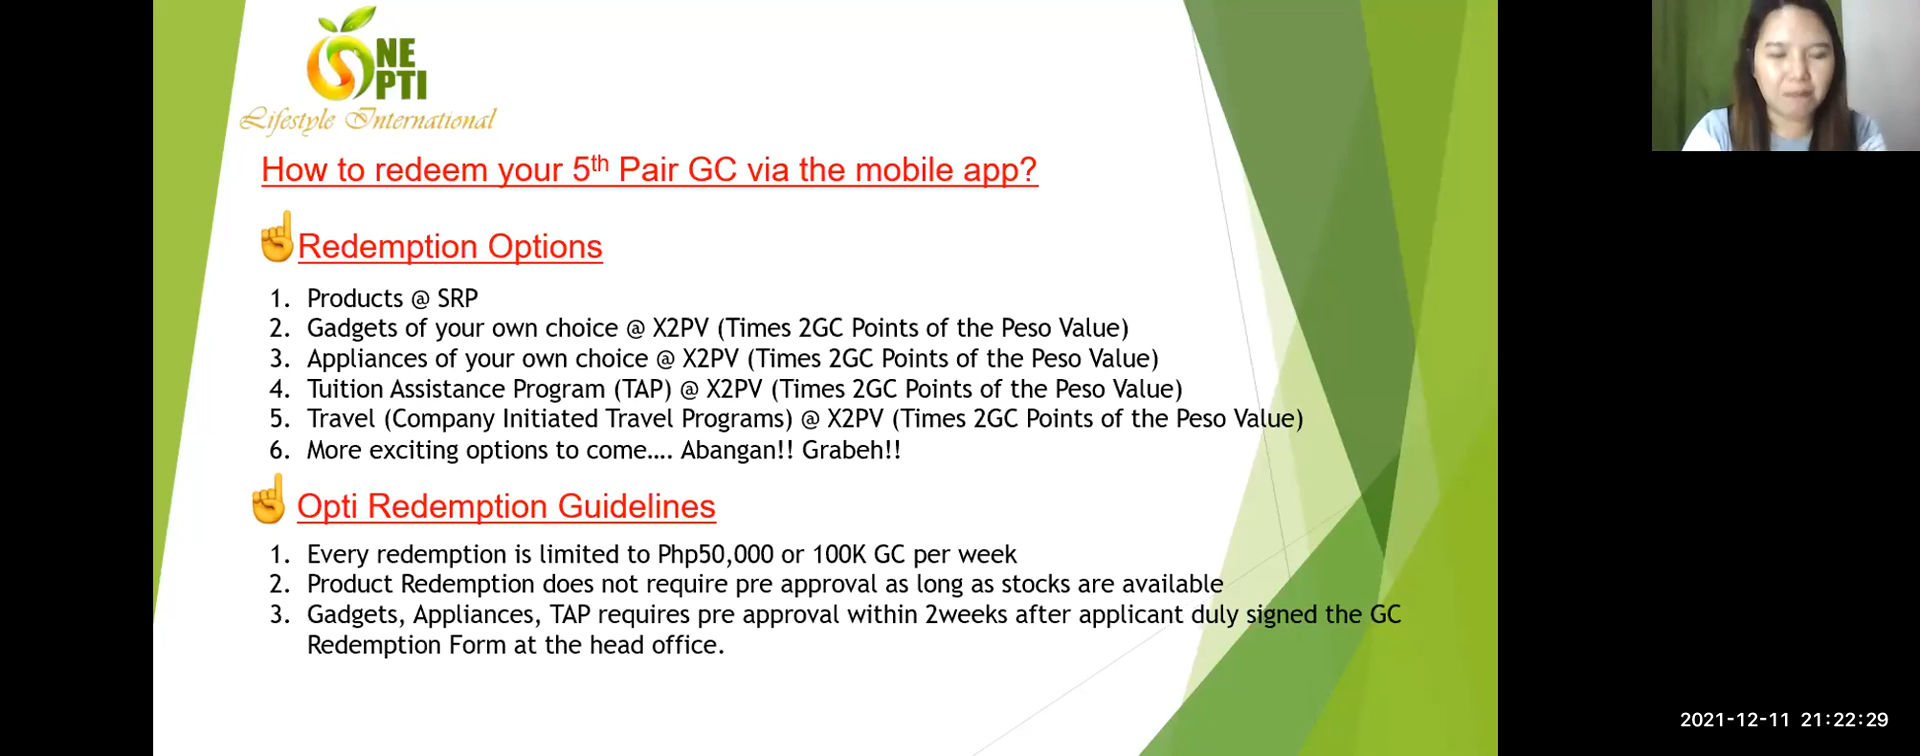 ONE
OPTI
Lifestyle International
How to redeem your 5th Pair GC via the mobile app?
☝Redemption Options
1. Products @ SRP
2. Gadgets of your own choice @ X2PV (Times 2GC Points of the Peso Value)
3. Appliances of your own choice @ X2PV (Times 2GC Points of the Peso Value)
4. Tuition Assistance Program (TAP) @ X2PV (Times 2GC Points of the Peso Value)
5. Travel (Company Initiated Travel Programs) @ X2PV (Times 2GC Points of the Peso Value)
6. More exciting options to come…. Abangan!! Grabeh!!
☝Opti Redemption Guidelines
1. Every redemption is limited to Php50,000 or 100K GC per week
2. Product Redemption does not require pre approval as long as stocks are available
3. Gadgets, Appliances, TAP requires pre approval within 2weeks after applicant duly signed the GC
Redemption Form at the head office.
2021-12-11 21:22:29